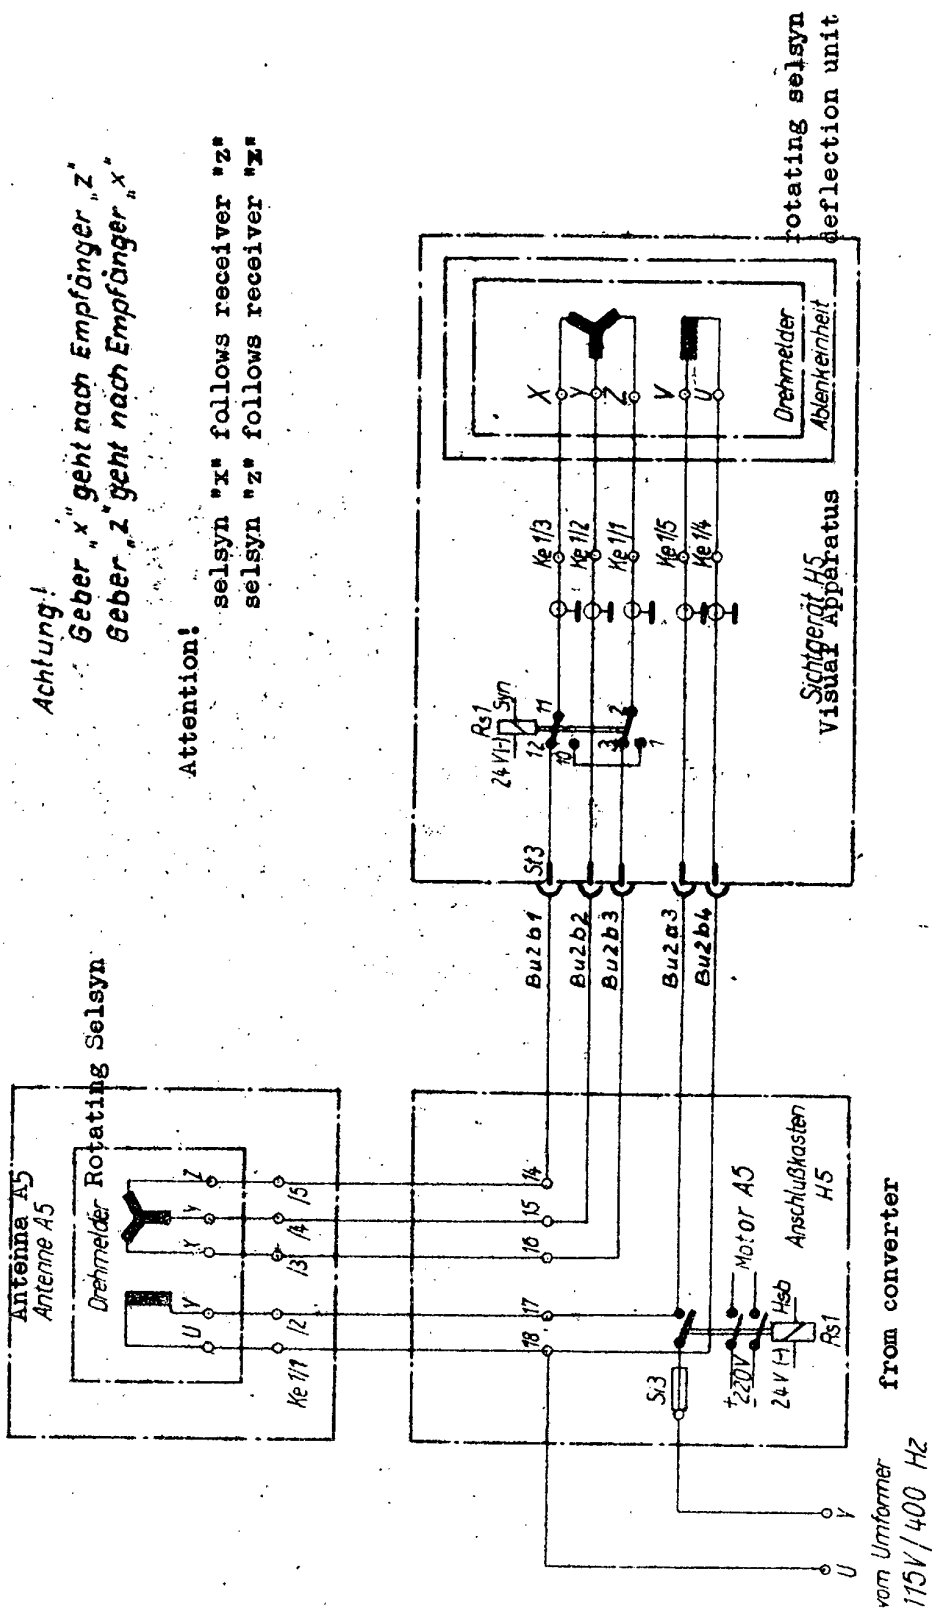 Achtung!
Geber „x" geht nach Empfänger „z"
Geber „z" geht nach Empfänger „x"
Attention!
selsyn "x" follows receiver "z"
selsyn "z" follows receiver "x"
Antenna A5
Antenne A5
Drehmelder
Rotating Selsyn
U
V
X
Y
Z
Ke 1/1
/2
/3
/4
/5
18
17
16
15
14
Si3
+
220V
24V (-)
Hsb
Rs1
Motor A5
Anschlußkasten
H5
U
V
vom Umformer
115V/400 Hz
from converter
Bu2b1
Bu2b2
Bu2b3
Bu2a3
Bu2b4
St3
24V(-)
Rs1
Syn
12
11
10
3
2
1
Ke 1/3
Ke 1/2
Ke 1/1
Ke 1/5
Ke 1/4
X
Y
Z
V
U
Drehmelder
Ablenkeinheit
rotating selsyn
deflection unit
Sichtgerät H5
Visual Apparatus